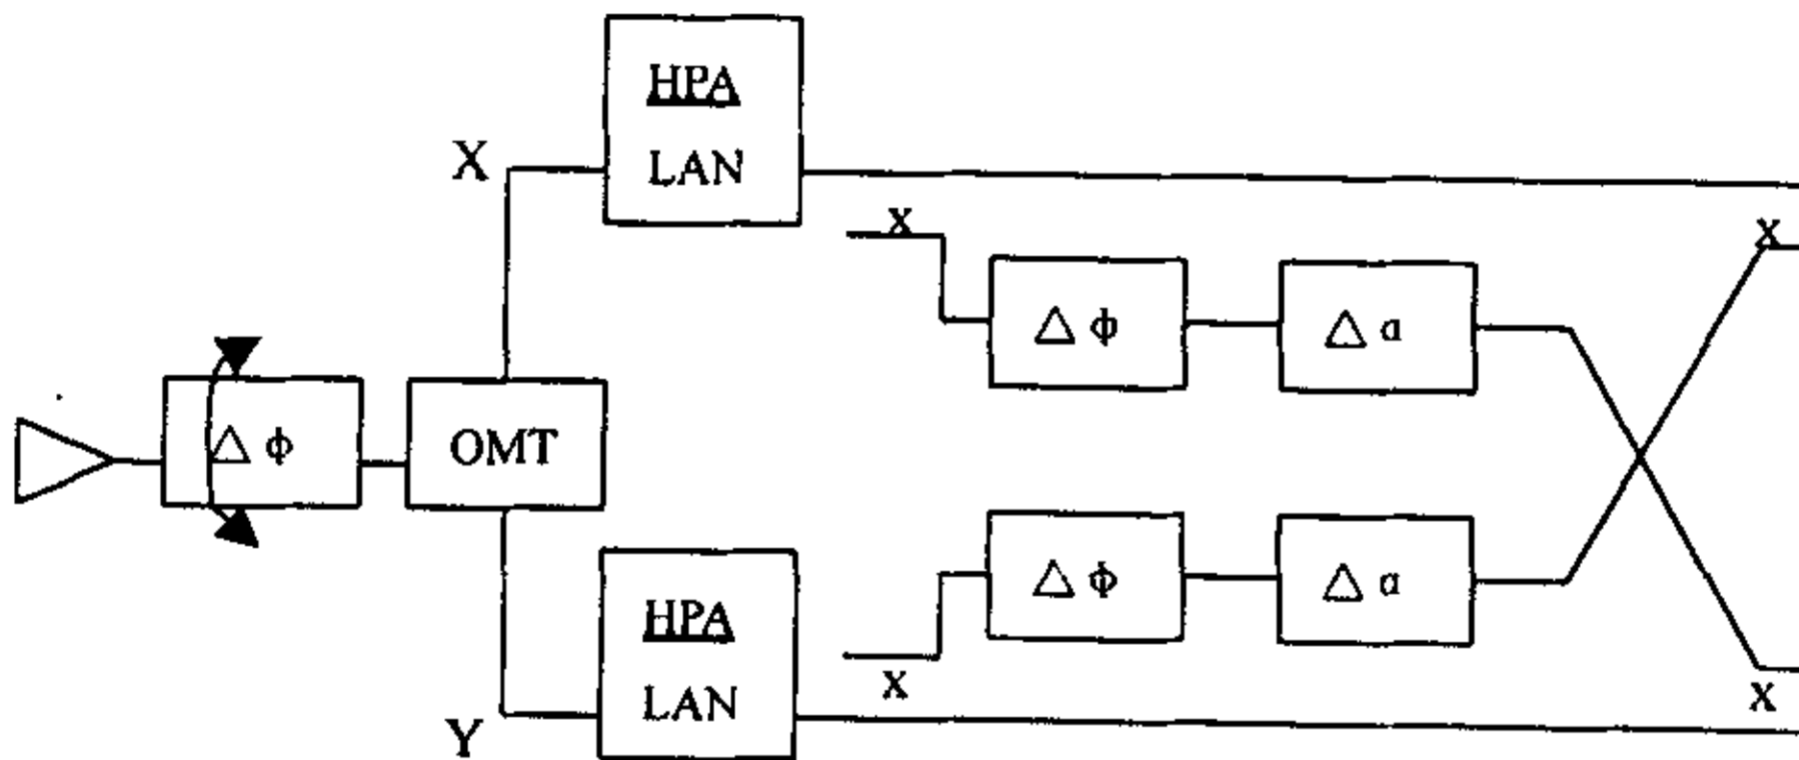 HPA
LAN
X
X
X
△ ϕ
△ α
△ ϕ
OMT
△ ϕ
△ α
HPA
LAN
X
X
Y